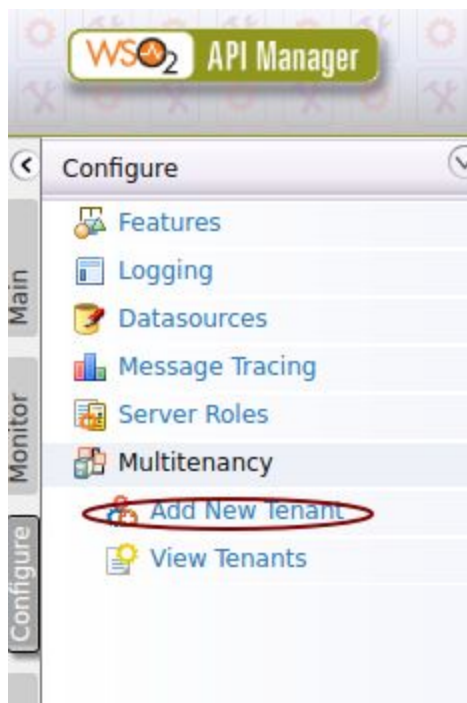 WSO2 API Manager
Configure
Main
Monitor
Configure
Features
Logging
Datasources
Message Tracing
Server Roles
Multitenancy
Add New Tenant
View Tenants